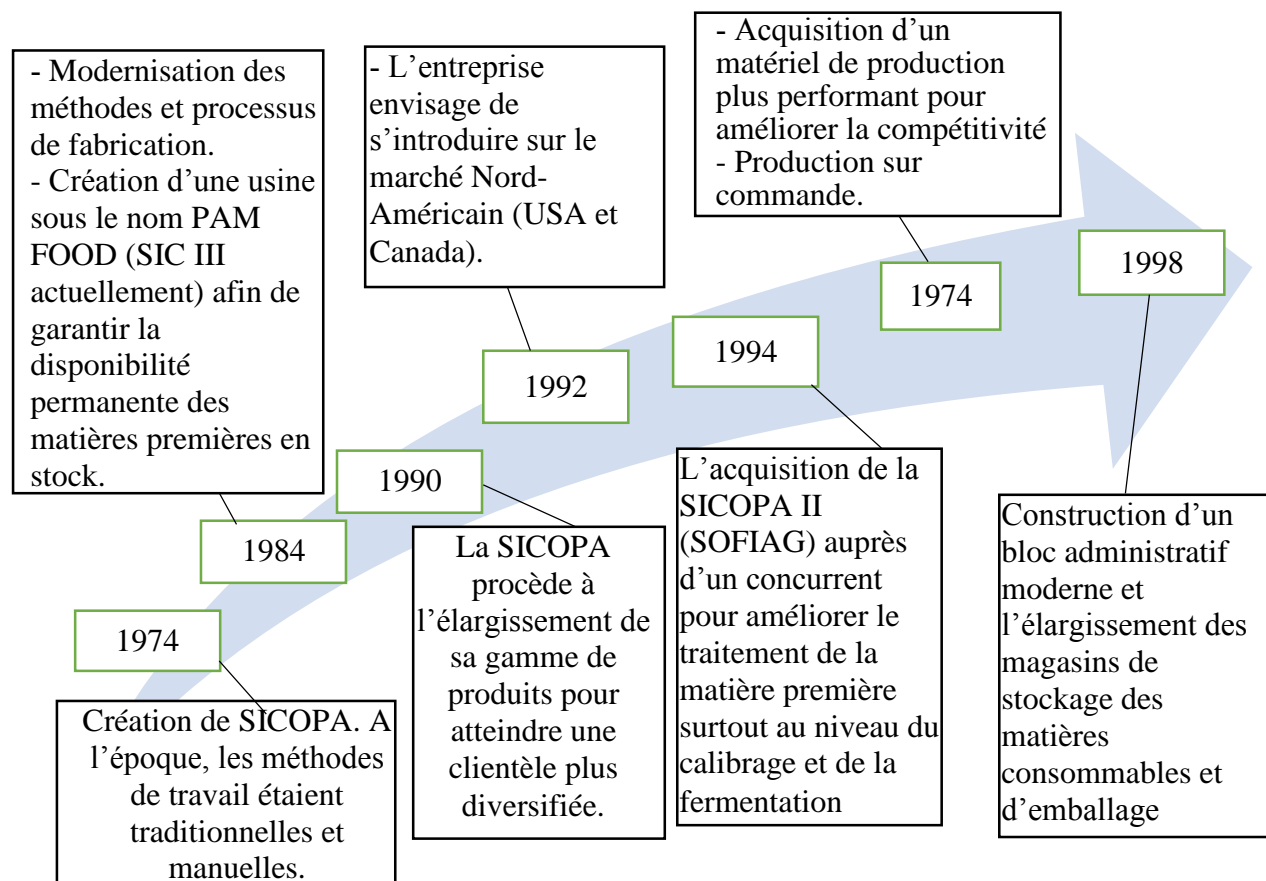 - Modernisation des
méthodes et processus
de fabrication.
- Création d'une usine
sous le nom PAM
FOOD (SIC III
actuellement) afin de
garantir la
disponibilité
permanente des
matières premières en
stock.
1984
- L'entreprise
envisage de
s'introduire sur le
marché Nord-
Américain (USA et
Canada).
1992
- Acquisition d'un
matériel de production
plus performant pour
améliorer la compétitivité
- Production sur
commande.
1974
1998
1994
1990
1974
Création de SICOPA. A
l'époque, les méthodes
de travail étaient
traditionnelles et
manuelles.
La SICOPA
procède à
l'élargissement de
sa gamme de
produits pour
atteindre une
clientèle plus
diversifiée.
L'acquisition de la
SICOPA II
(SOFIAG) auprès
d'un concurrent
pour améliorer le
traitement de la
matière première
surtout au niveau du
calibrage et de la
fermentation
Construction d'un
bloc administratif
moderne et
l'élargissement des
magasins de
stockage des
matières
consommables et
d'emballage